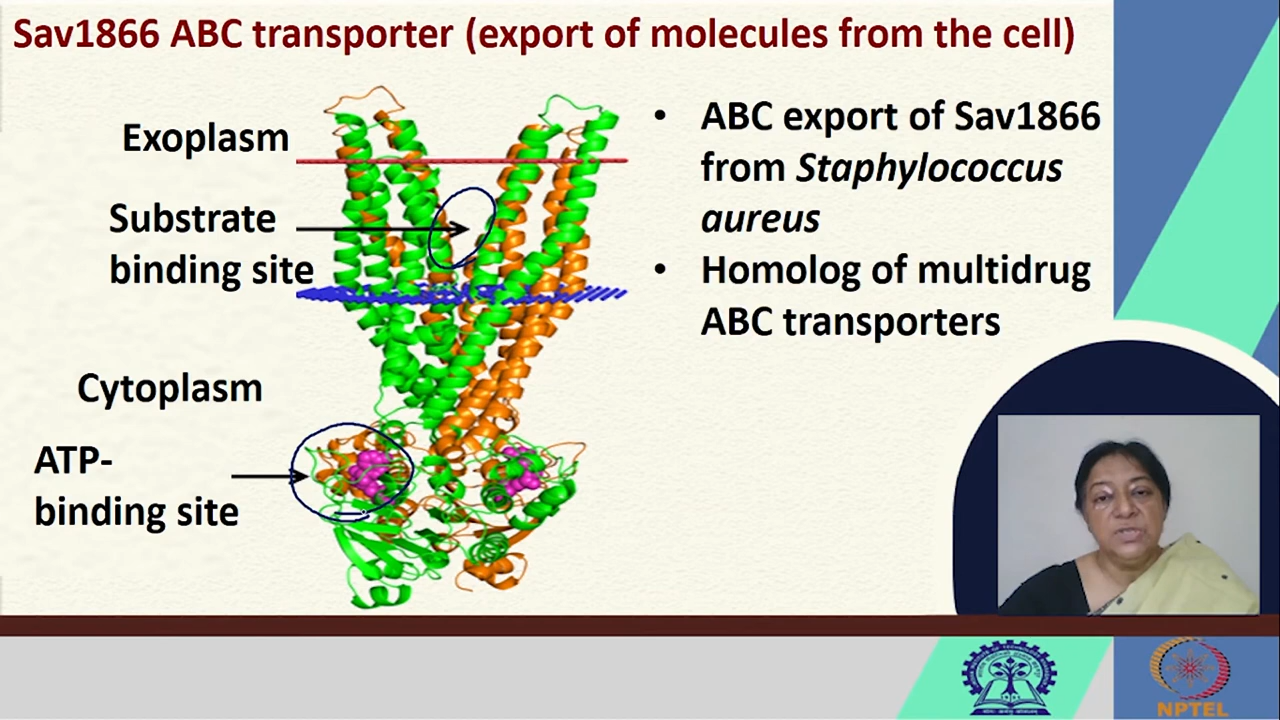 Sav1866 ABC transporter (export of molecules from the cell)
Exoplasm
Substrate
binding site
Cytoplasm
ATP-
binding site
• ABC export of Sav1866
from Staphylococcus
aureus
• Homolog of multidrug
ABC transporters
NPTEL